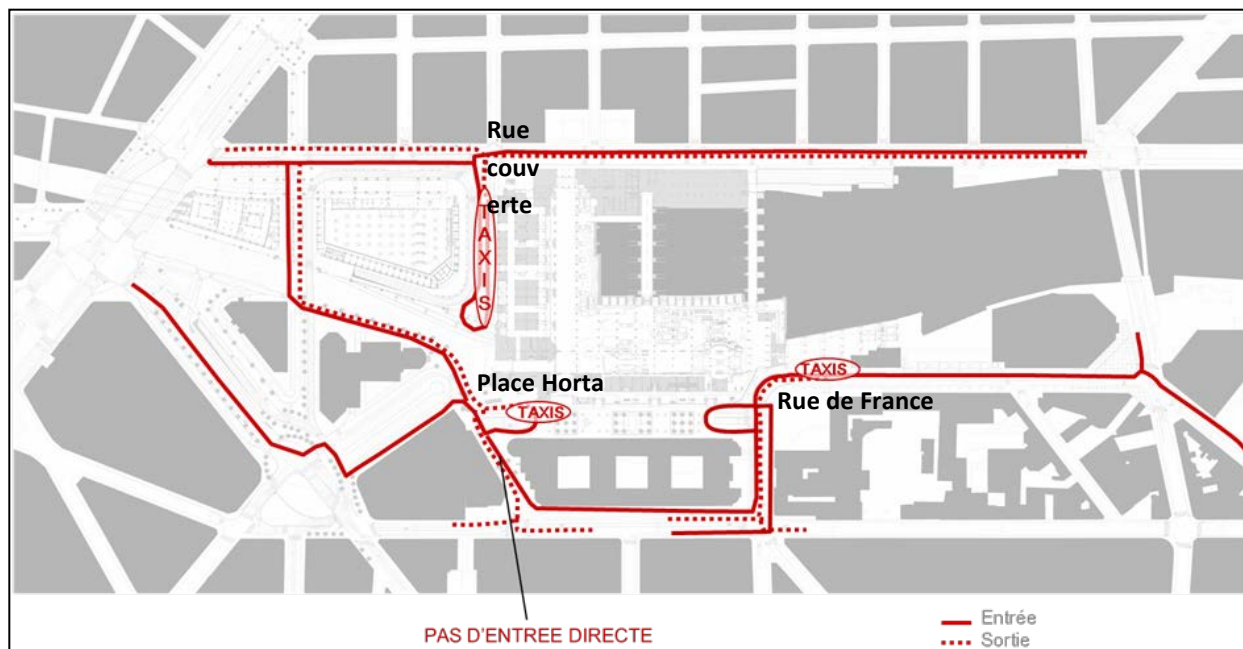 Rue
couv
erte
TAXIS
Place Horta
TAXIS
TAXIS
Rue de France
PAS D'ENTREE DIRECTE
Entrée
Sortie